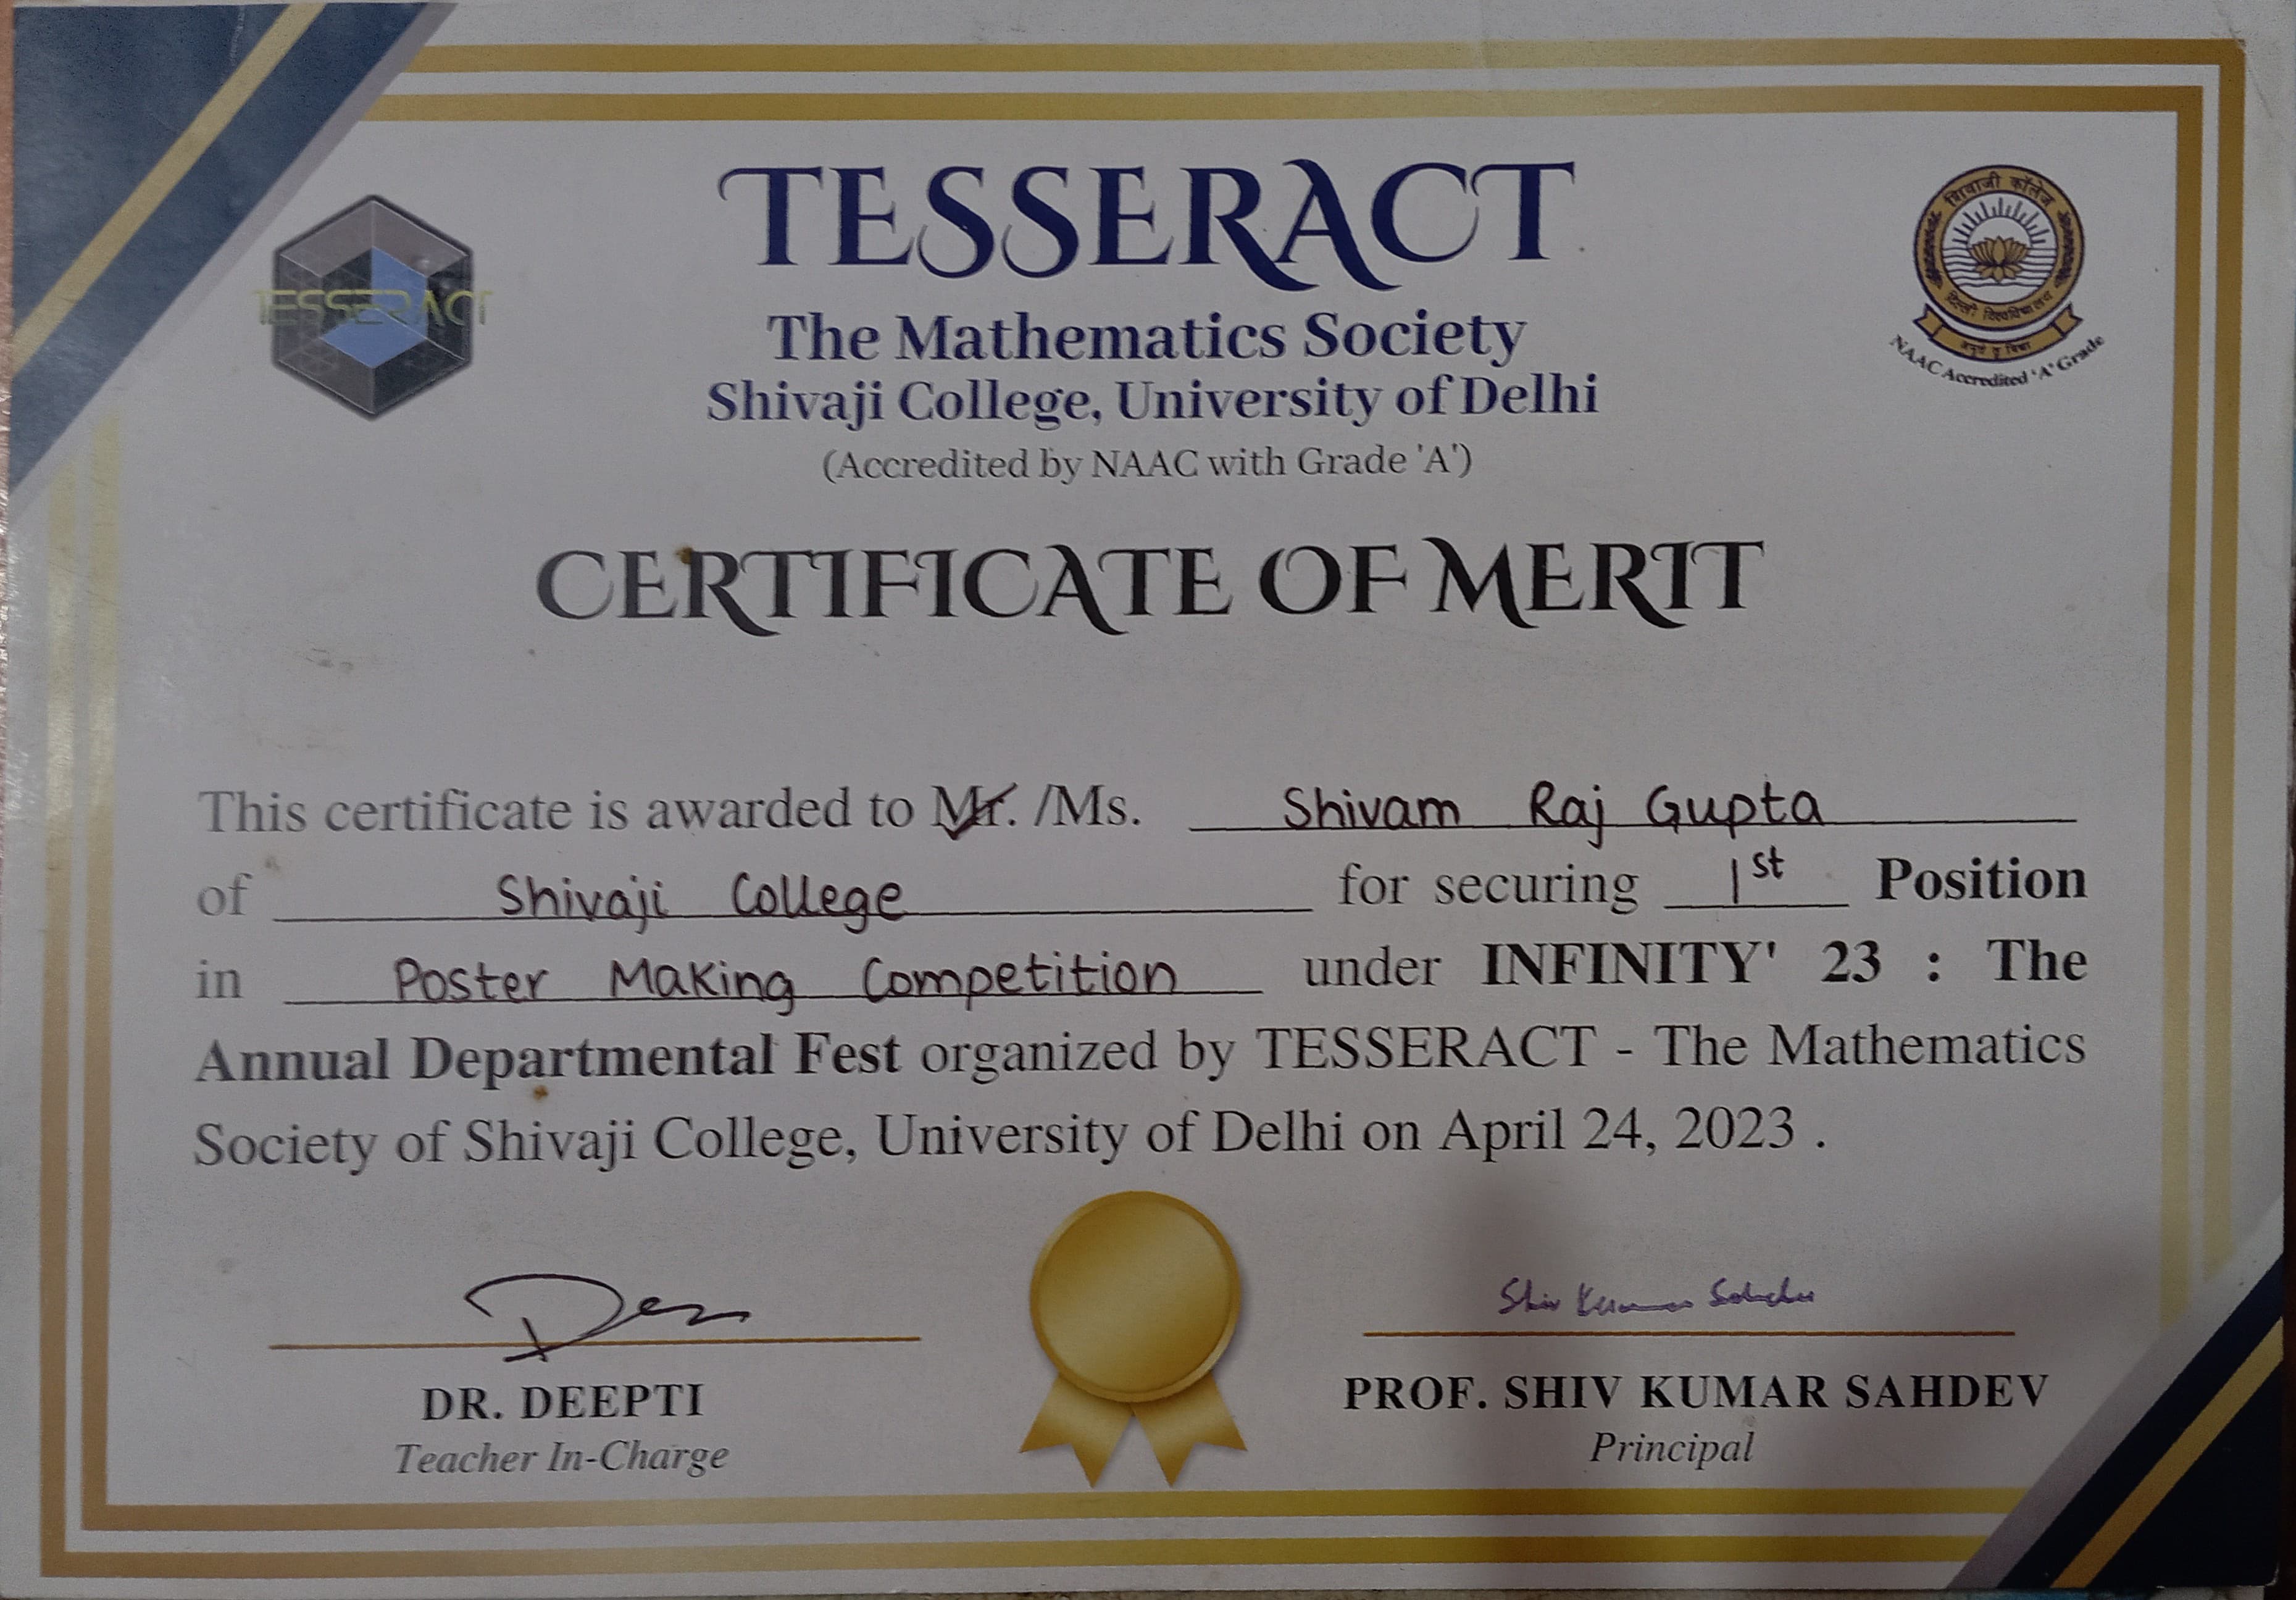 TESSERACT
TESSERACT
The Mathematics Society
Shivaji College, University of Delhi
(Accredited by NAAC with Grade 'A')
शिवाजी कॉलेज
दिल्ली विश्वविद्यालय
NAAC Accredited 'A' Grade
CERTIFICATE OF MERIT
This certificate is awarded to Mr. /Ms. Shivam Raj Gupta
of Shivaji College for securing 1st Position
in Poster Making Competition under INFINITY' 23 : The
Annual Departmental Fest organized by TESSERACT - The Mathematics
Society of Shivaji College, University of Delhi on April 24, 2023 .
Shiv Kumar Sahdev
DR. DEEPTI
Teacher In-Charge
PROF. SHIV KUMAR SAHDEV
Principal